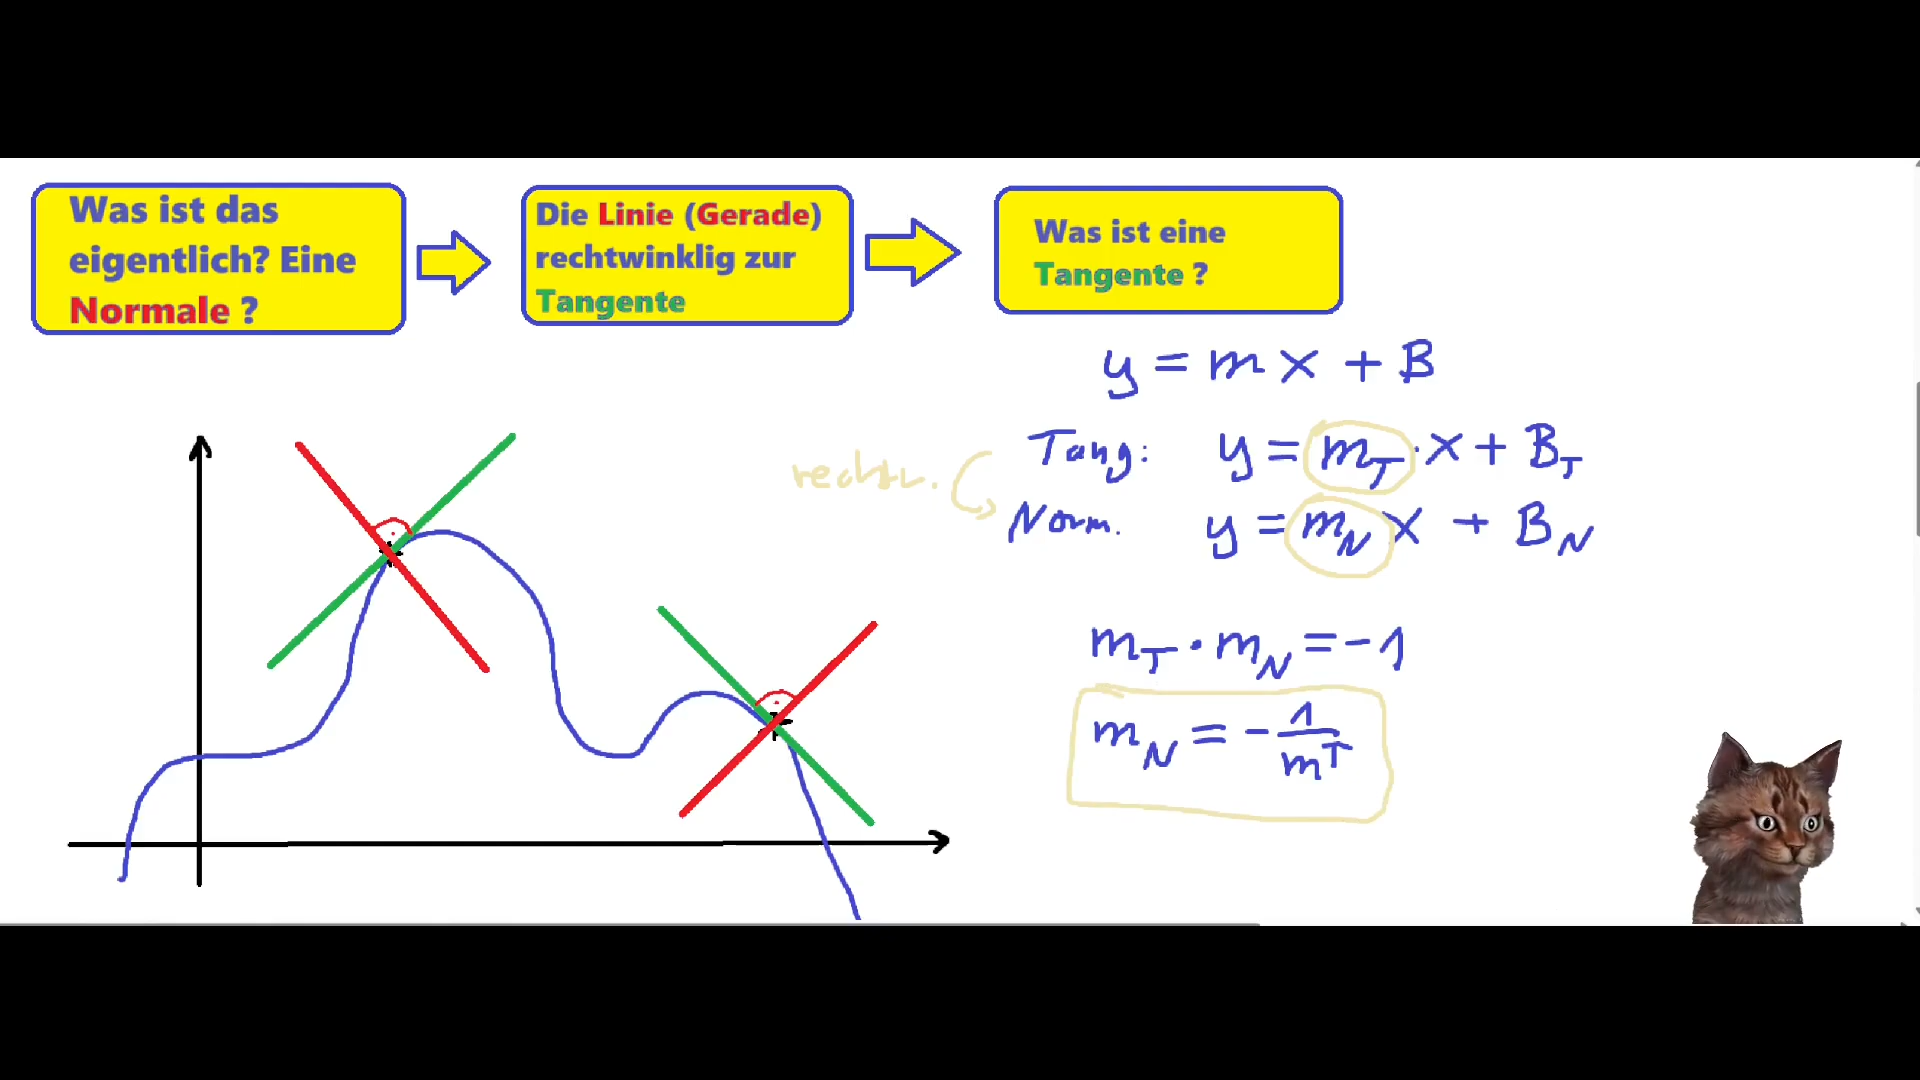 Was ist das
eigentlich? Eine
Normale ?
Die Linie (Gerade)
rechtwinklig zur
Tangente
Was ist eine
Tangente ?
y = mx + B
Tang: y = m_T · x + B_T
rechtw.
Norm. y = m_N x + B_N
m_T · m_N = -1
m_N = - 1/m^T